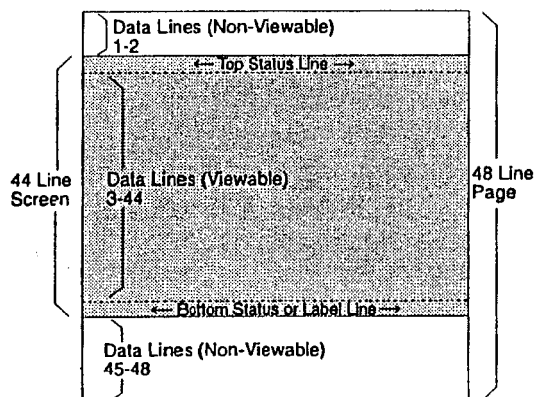 Data Lines (Non-Viewable)
1-2
←— Top Status Line —→
44 Line
Screen
Data Lines (Viewable)
3-44
48 Line
Page
←— Bottom Status or Label Line —→
Data Lines (Non-Viewable)
45-48